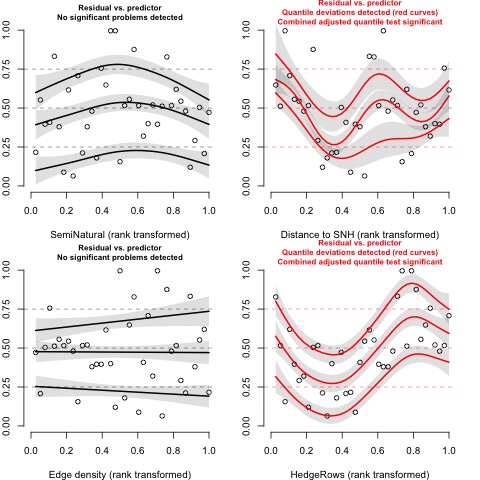 Residual vs. predictor
No significant problems detected
0.00 0.25 0.50 0.75 1.00
0.0 0.2 0.4 0.6 0.8 1.0
SemiNatural (rank transformed)
Residual vs. predictor
Quantile deviations detected (red curves)
Combined adjusted quantile test significant
0.00 0.25 0.50 0.75 1.00
0.0 0.2 0.4 0.6 0.8 1.0
Distance to SNH (rank transformed)
Residual vs. predictor
No significant problems detected
0.00 0.25 0.50 0.75 1.00
0.0 0.2 0.4 0.6 0.8 1.0
Edge density (rank transformed)
Residual vs. predictor
Quantile deviations detected (red curves)
Combined adjusted quantile test significant
0.00 0.25 0.50 0.75 1.00
0.0 0.2 0.4 0.6 0.8 1.0
HedgeRows (rank transformed)